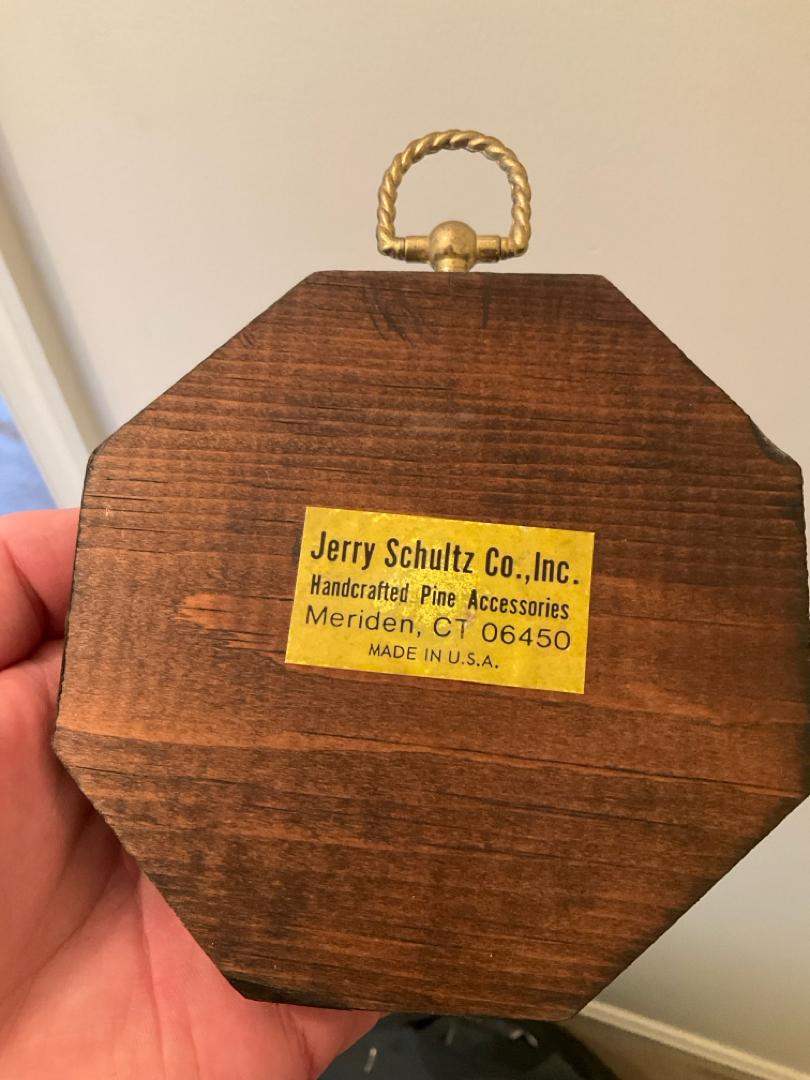 Jerry Schultz Co., Inc.
Handcrafted Pine Accessories
Meriden, CT 06450
MADE IN U.S.A.